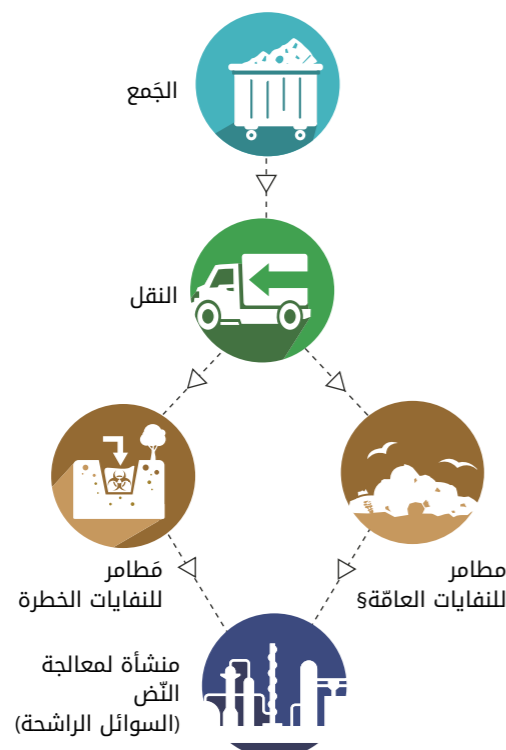 الجَمع
النقل
مطامر
للنفايات العامّة§
مَطامر
للنفايات الخطرة
منشأة لمعالجة
النّض
(السوائل الراشحة)